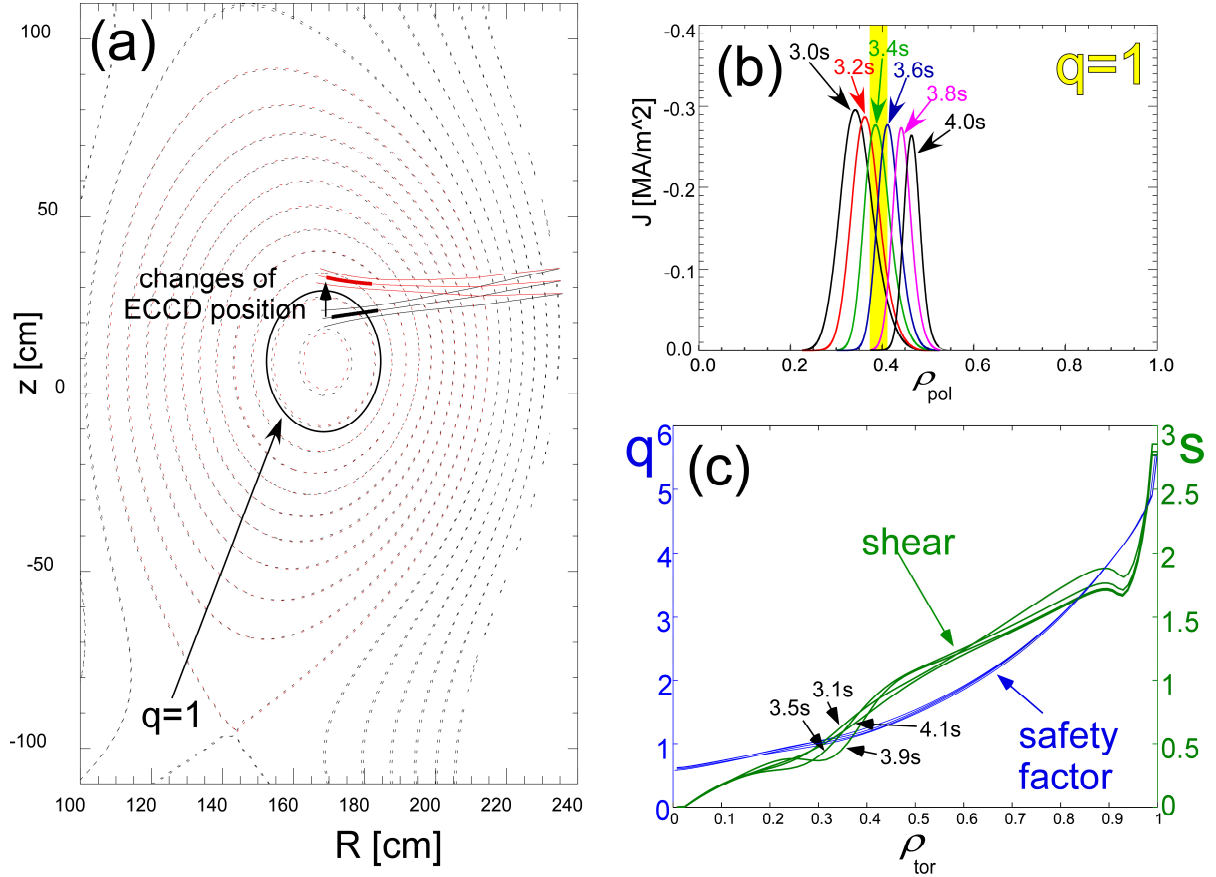 (a)
100
50
0
-50
-100
z [cm]
changes of
ECCD position
q=1
100
120
140
160
180
200
220
240
R [cm]
(b)
q=1
3.0s
3.2s
3.4s
3.6s
3.8s
4.0s
-0.4
-0.3
-0.2
-0.1
0.0
J [MA/m^2]
0.0
0.2
0.4
0.6
0.8
1.0
ρpol
(c)
q
6
5
4
3
2
1
0
s
3
2.5
2
1.5
1
0.5
0
shear
3.1s
3.5s
4.1s
3.9s
safety
factor
0
0.1
0.2
0.3
0.4
0.5
0.6
0.7
0.8
0.9
1
ρtor